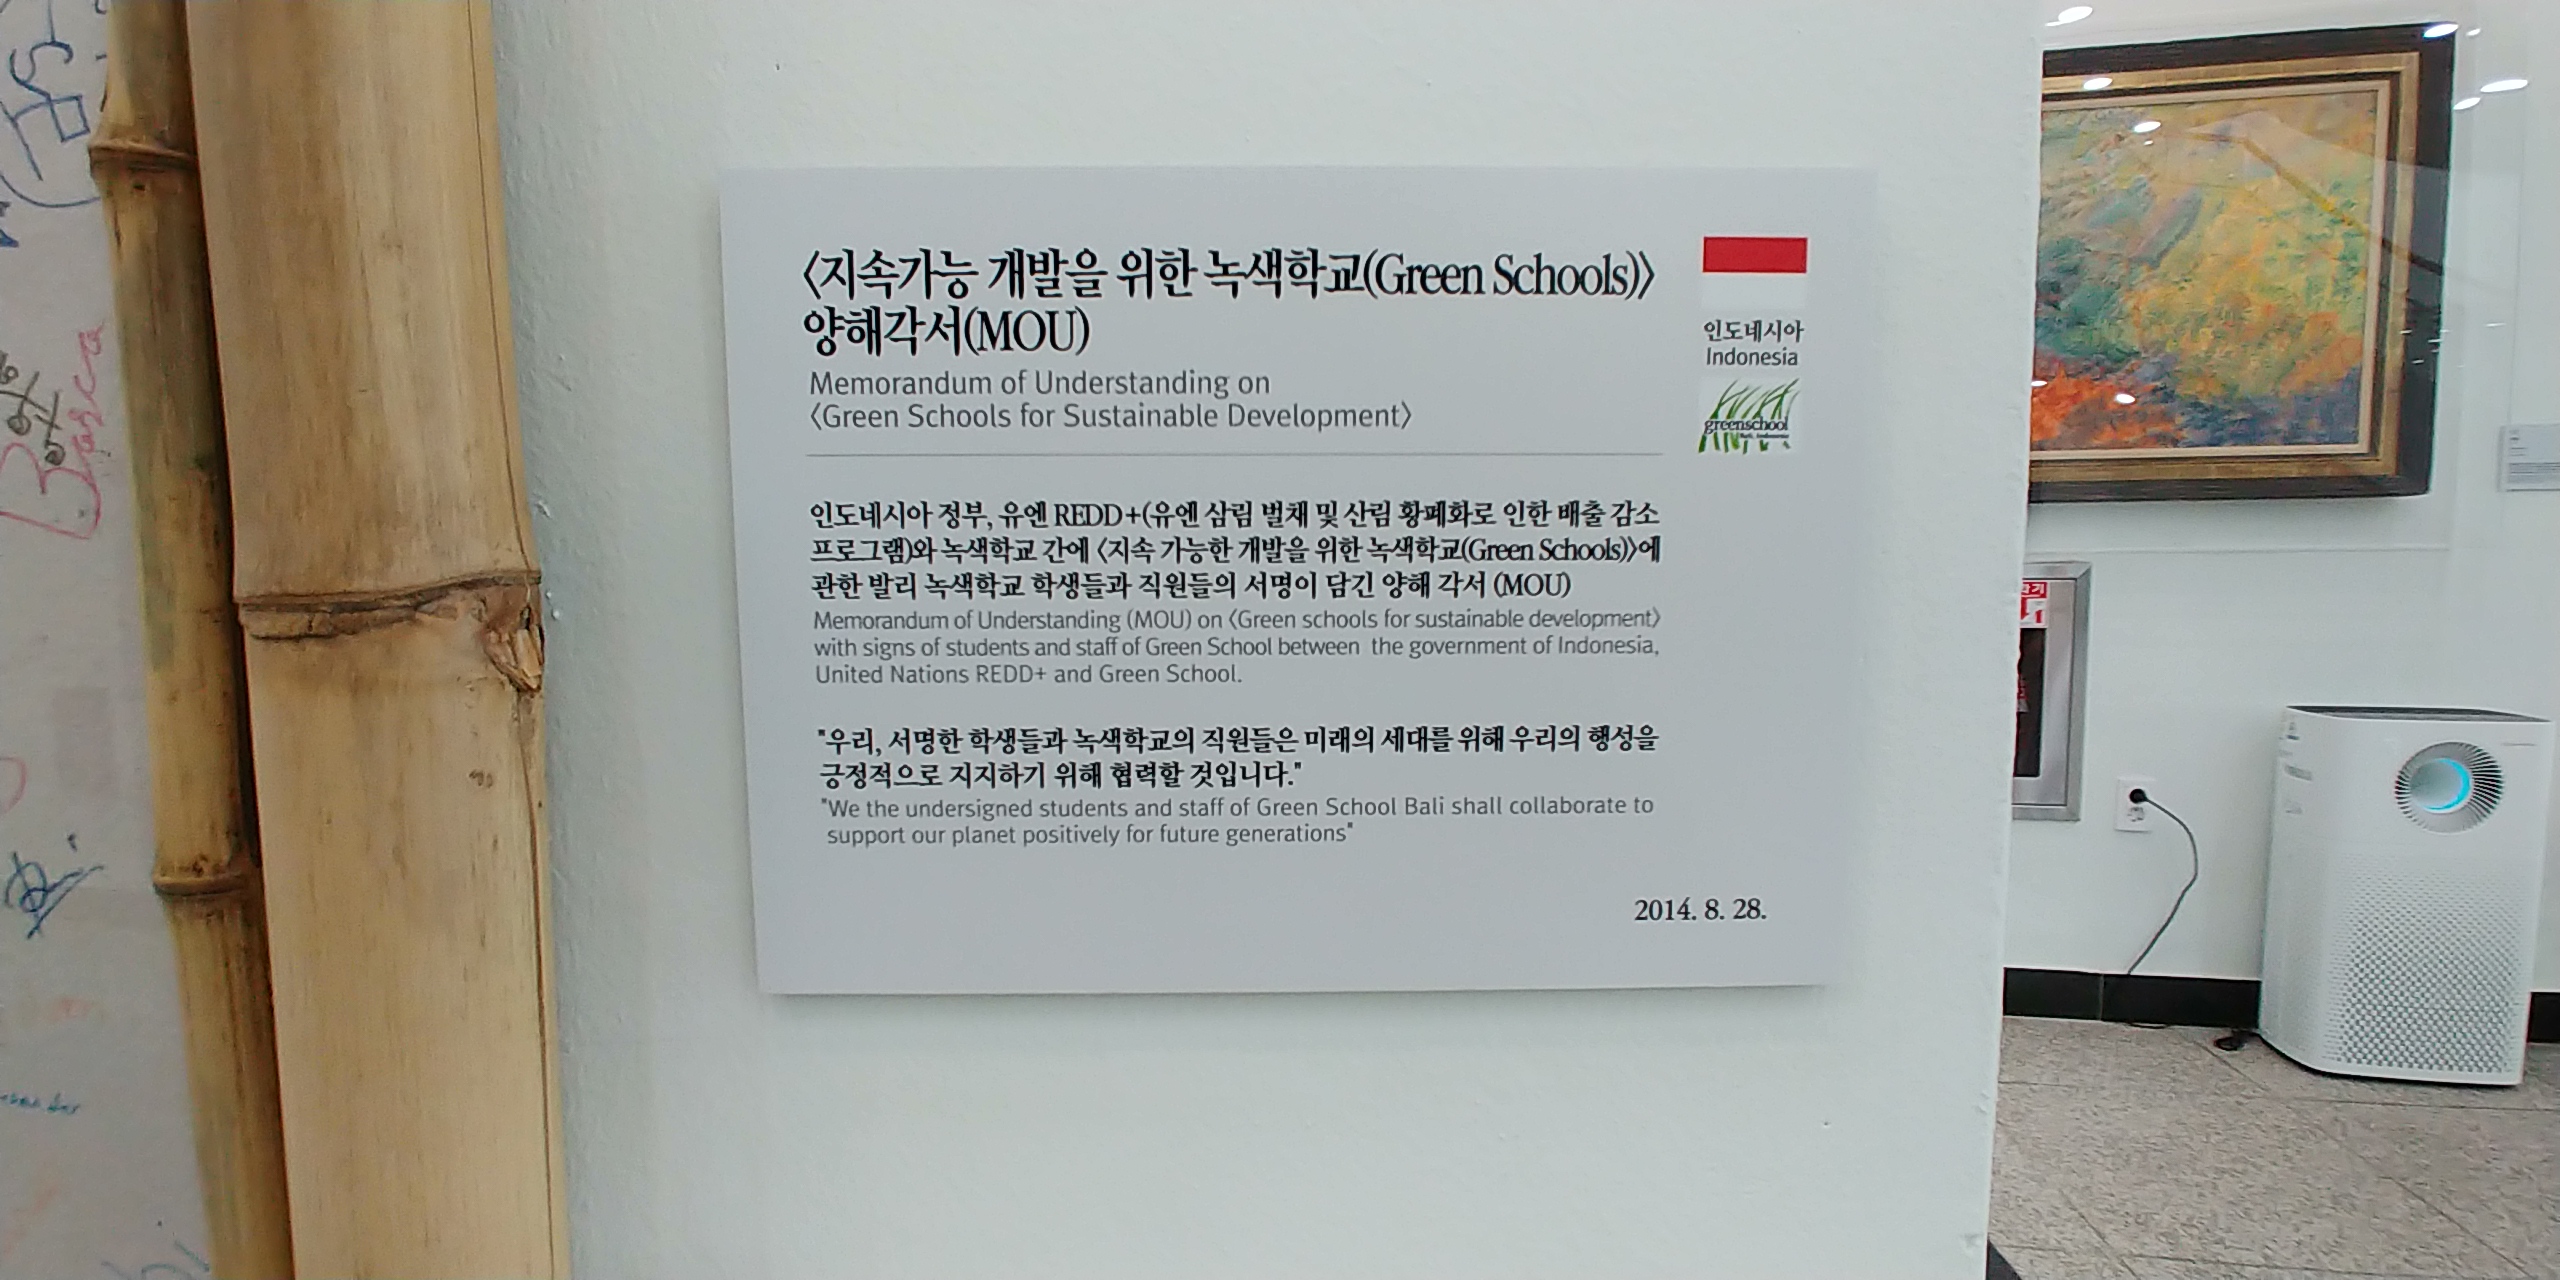 Barca
〈지속가능 개발을 위한 녹색학교(Green Schools)〉
양해각서(MOU)
Memorandum of Understanding on
〈Green Schools for Sustainable Development〉
인도네시아
Indonesia
greenschool
Bali, Indonesia
인도네시아 정부, 유엔 REDD+(유엔 삼림 벌채 및 산림 황폐화로 인한 배출 감소
프로그램)와 녹색학교 간에 〈지속 가능한 개발을 위한 녹색학교(Green Schools)〉에
관한 발리 녹색학교 학생들과 직원들의 서명이 담긴 양해 각서 (MOU)
Memorandum of Understanding (MOU) on 〈Green schools for sustainable development〉
with signs of students and staff of Green School between the government of Indonesia,
United Nations REDD+ and Green School.
"우리, 서명한 학생들과 녹색학교의 직원들은 미래의 세대를 위해 우리의 행성을
긍정적으로 지지하기 위해 협력할 것입니다."
"We the undersigned students and staff of Green School Bali shall collaborate to
support our planet positively for future generations"
2014. 8. 28.